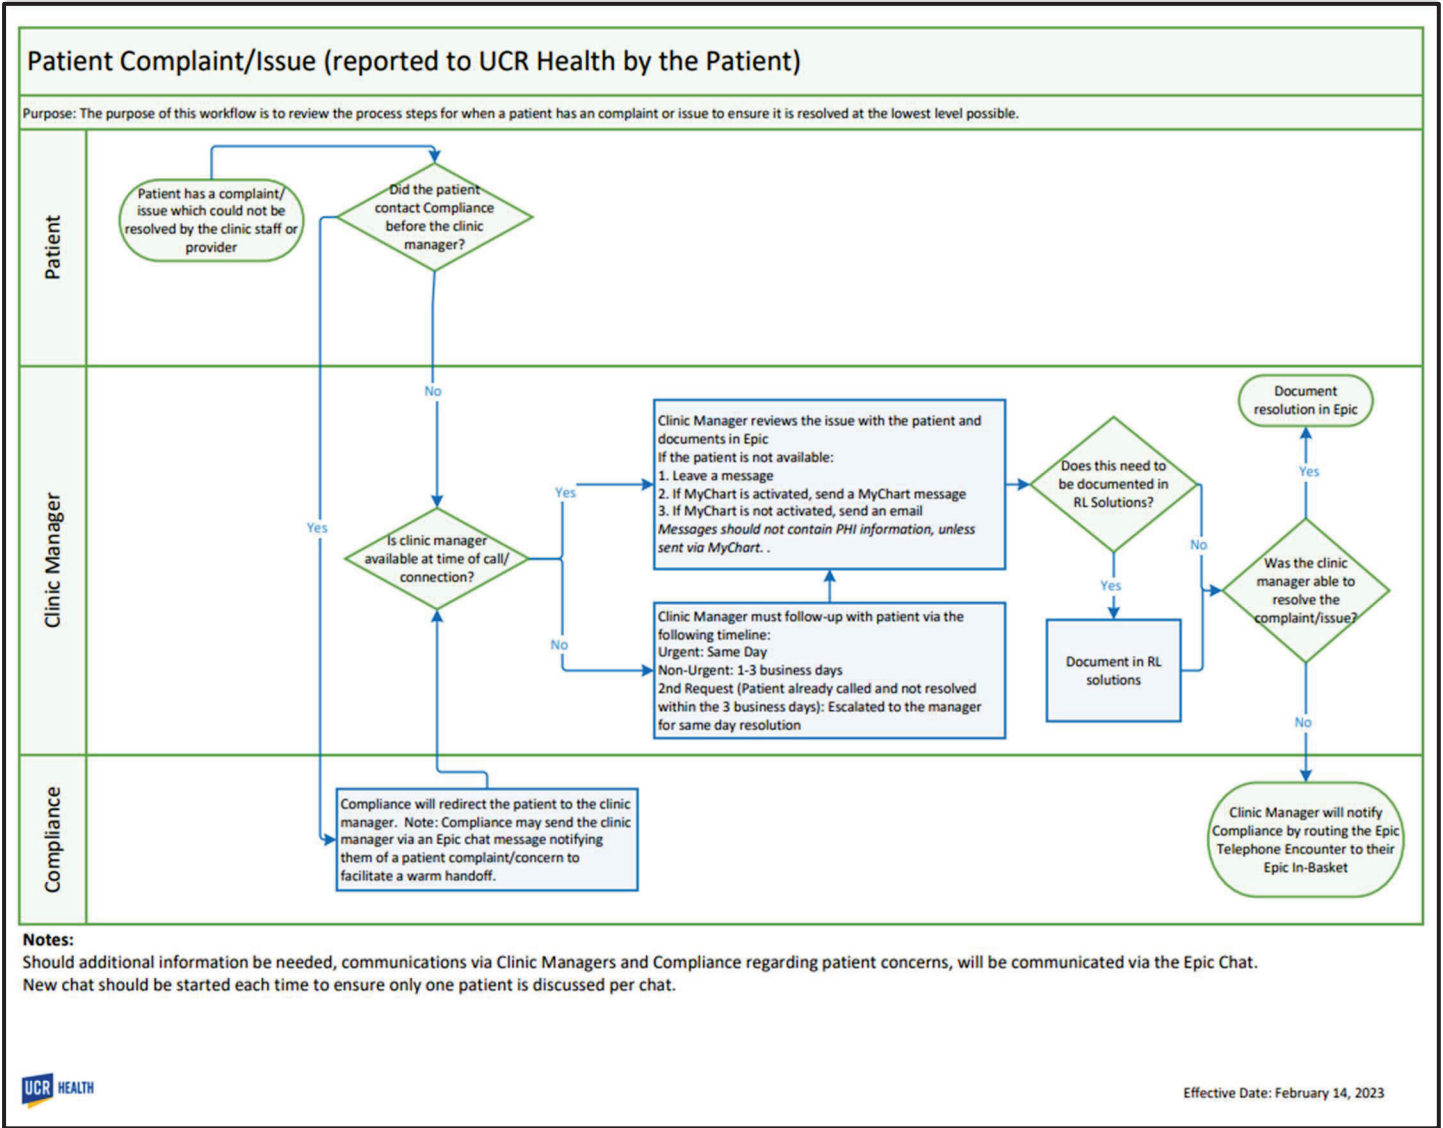 Patient Complaint/Issue (reported to UCR Health by the Patient)
Purpose: The purpose of this workflow is to review the process steps for when a patient has an complaint or issue to ensure it is resolved at the lowest level possible.
Patient
Patient has a complaint/
issue which could not be
resolved by the clinic staff or
provider
Did the patient
contact Compliance
before the clinic
manager?
No
Yes
Clinic Manager
Is clinic manager
available at time of call/
connection?
Yes
No
Clinic Manager reviews the issue with the patient and
documents in Epic
If the patient is not available:
1. Leave a message
2. If MyChart is activated, send a MyChart message
3. If MyChart is not activated, send an email
Messages should not contain PHI information, unless
sent via MyChart. .
Clinic Manager must follow-up with patient via the
following timeline:
Urgent: Same Day
Non-Urgent: 1-3 business days
2nd Request (Patient already called and not resolved
within the 3 business days): Escalated to the manager
for same day resolution
Does this need to
be documented in
RL Solutions?
No
Yes
Document in RL
solutions
Was the clinic
manager able to
resolve the
complaint/issue?
Yes
Document
resolution in Epic
No
Compliance
Compliance will redirect the patient to the clinic
manager. Note: Compliance may send the clinic
manager via an Epic chat message notifying
them of a patient complaint/concern to
facilitate a warm handoff.
Clinic Manager will notify
Compliance by routing the Epic
Telephone Encounter to their
Epic In-Basket
Notes:
Should additional information be needed, communications via Clinic Managers and Compliance regarding patient concerns, will be communicated via the Epic Chat.
New chat should be started each time to ensure only one patient is discussed per chat.
UCR HEALTH
Effective Date: February 14, 2023